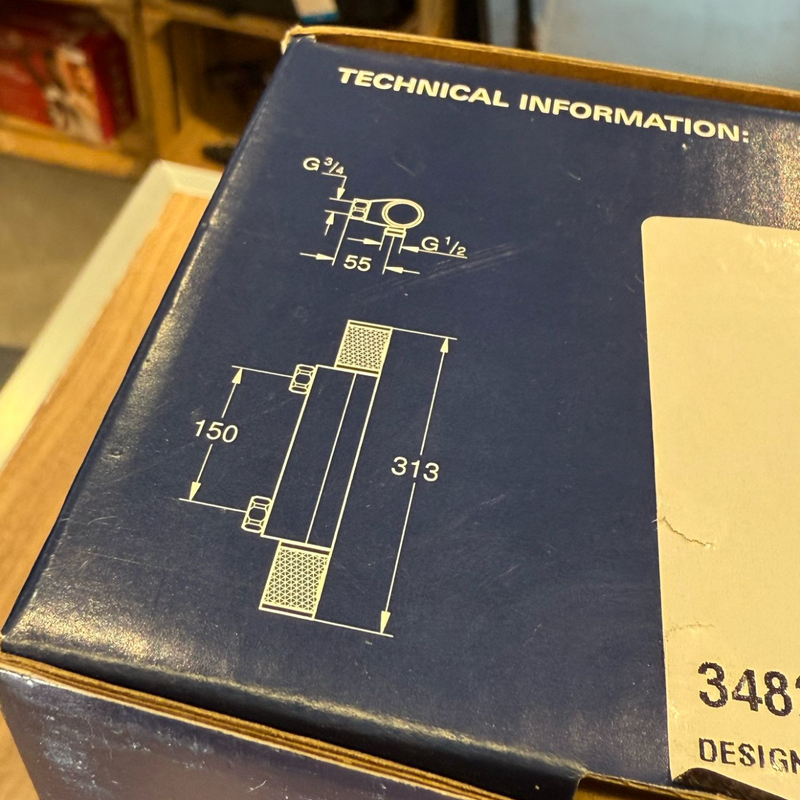 TECHNICAL INFORMATION:
G 3/4
G 1/2
55
150
313
348
DESIGN